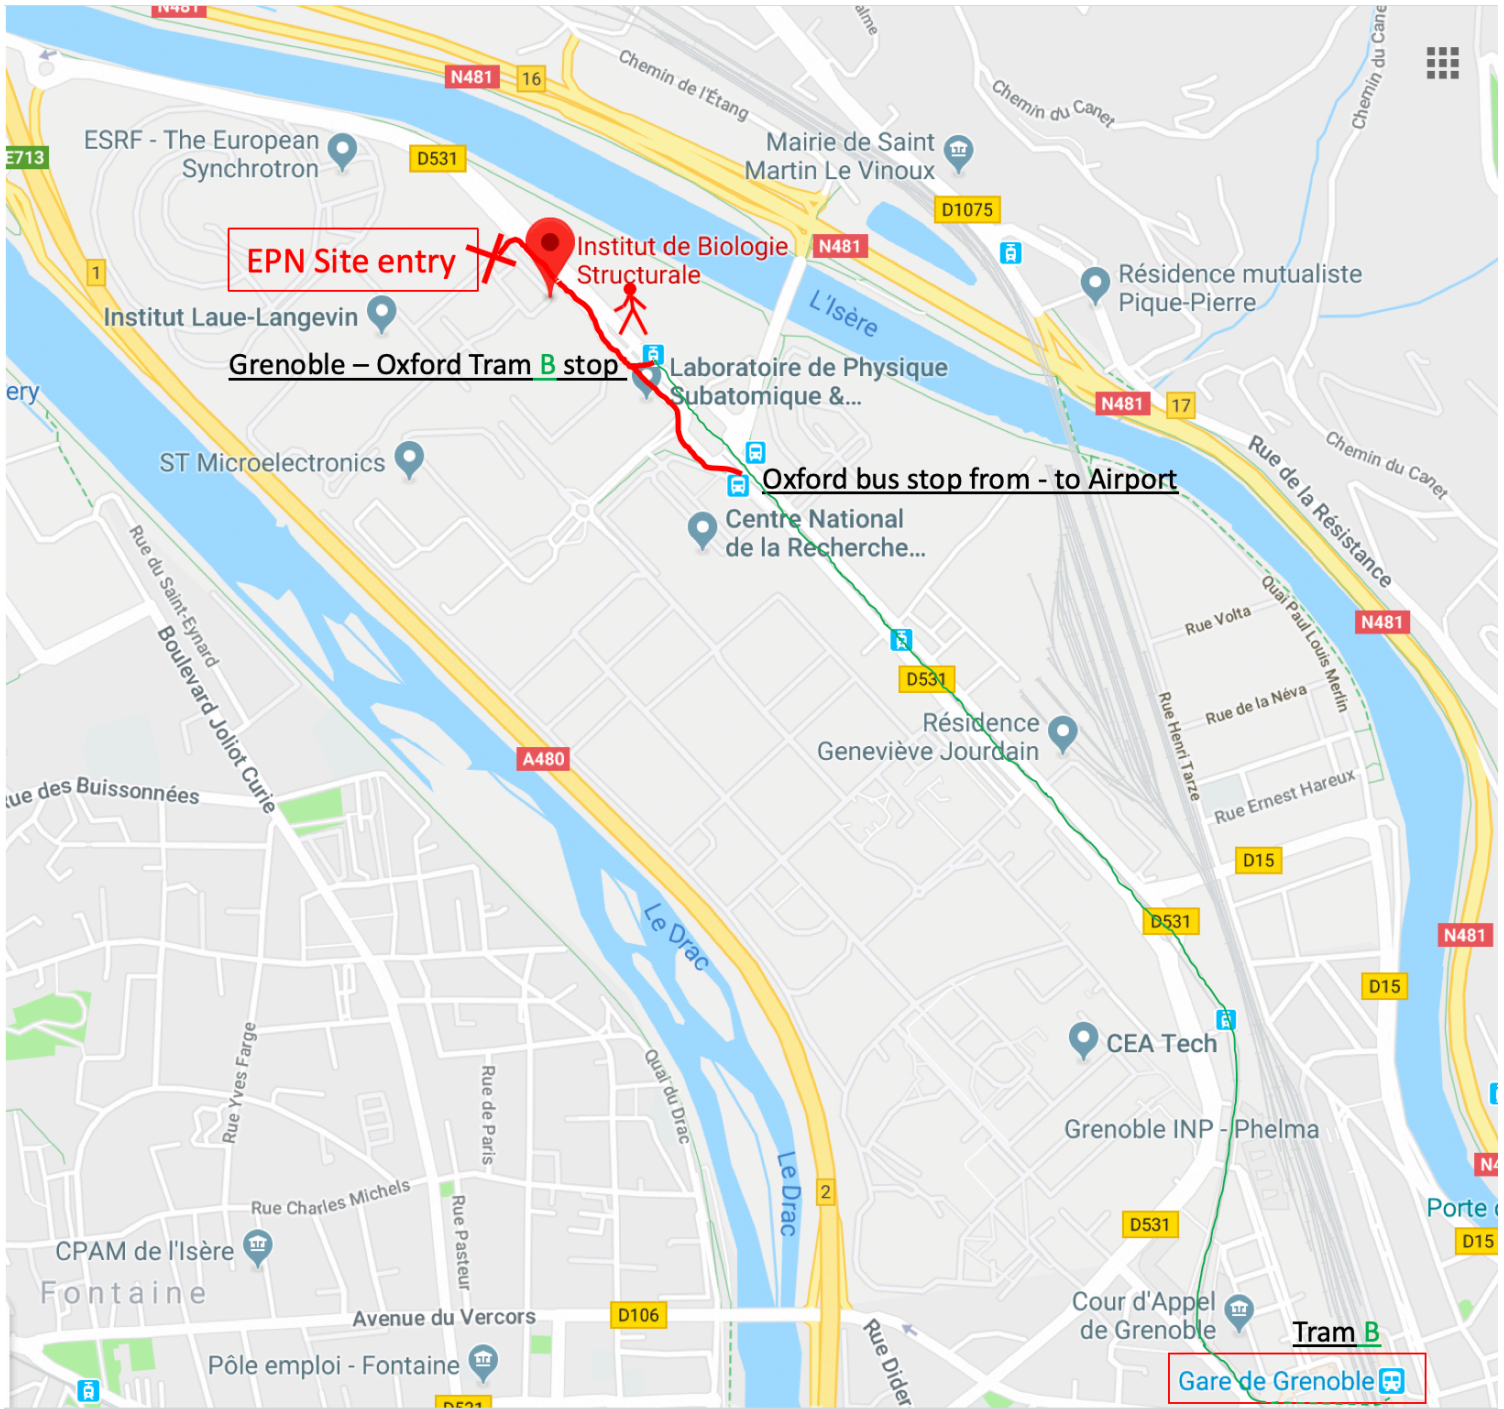 N481
Chemin du Cane
Chemin de l'Étang
N481
16
Chemin du Canet
ESRF - The European
Synchrotron
D531
Mairie de Saint
Martin Le Vinoux
E713
D1075
EPN Site entry
Institut de Biologie
Structurale
N481
1
Résidence mutualiste
Pique-Pierre
Institut Laue-Langevin
L'Isère
Grenoble – Oxford Tram B stop
Laboratoire de Physique
Subatomique &...
ery
N481
17
Rue de la Résistance
Chemin du Canet
ST Microelectronics
Oxford bus stop from - to Airport
Centre National
de la Recherche...
Rue du Saint-Eynard
Boulevard Joliot Curie
Quai Paul Louis Merlin
Rue Volta
N481
D531
Rue de la Néva
Rue Henri Tarze
Résidence
Geneviève Jourdain
A480
Rue des Buissonnées
Rue Ernest Hareux
D15
Le Drac
D531
N481
D15
CEA Tech
Rue Yves Farge
Quai du Drac
Rue de Paris
Grenoble INP - Phelma
Le Drac
N4
2
Rue Charles Michels
Rue Pasteur
Porte
D531
D15
CPAM de l'Isère
Fontaine
Avenue du Vercors
D106
Cour d'Appel
de Grenoble
Rue Dider
Tram B
Pôle emploi - Fontaine
Gare de Grenoble
D531